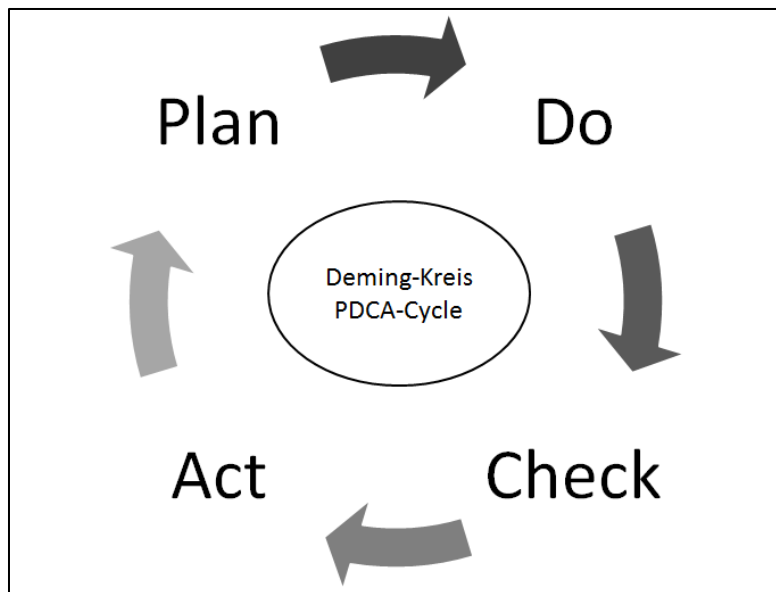 Plan
Do
Deming-Kreis
PDCA-Cycle
Act
Check